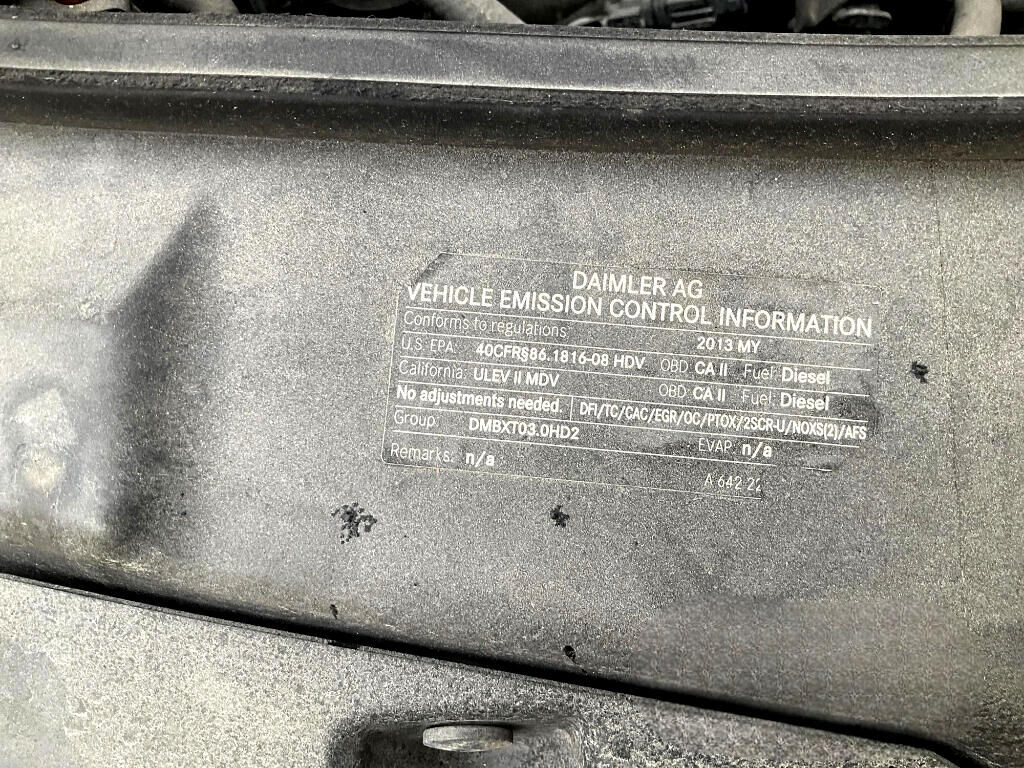 DAIMLER AG
VEHICLE EMISSION CONTROL INFORMATION
Conforms to regulations: 2013 MY
U.S. EPA: 40CFR§86.1816-08 HDV OBD: CA II Fuel: Diesel
California: ULEV II MDV OBD: CA II Fuel: Diesel
No adjustments needed. DFI/TC/CAC/EGR/OC/PTOX/2SCR-U/NOXS(2)/AFS
Group: DMBXT03.0HD2 EVAP: n/a
Remarks: n/a
A 642 22